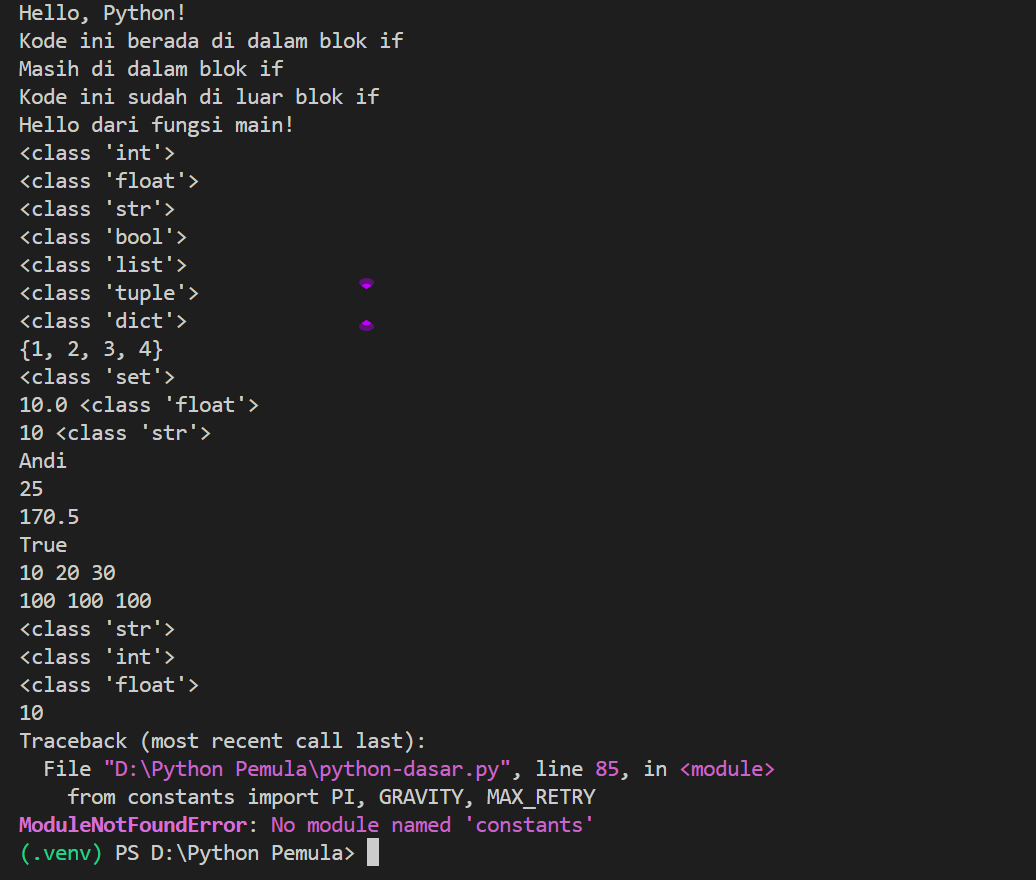 Hello, Python!
Kode ini berada di dalam blok if
Masih di dalam blok if
Kode ini sudah di luar blok if
Hello dari fungsi main!
<class 'int'>
<class 'float'>
<class 'str'>
<class 'bool'>
<class 'list'>
<class 'tuple'>
<class 'dict'>
{1, 2, 3, 4}
<class 'set'>
10.0 <class 'float'>
10 <class 'str'>
Andi
25
170.5
True
10 20 30
100 100 100
<class 'str'>
<class 'int'>
<class 'float'>
10
Traceback (most recent call last):
  File "D:\Python Pemula\python-dasar.py", line 85, in <module>
    from constants import PI, GRAVITY, MAX_RETRY
ModuleNotFoundError: No module named 'constants'
(.venv) PS D:\Python Pemula>